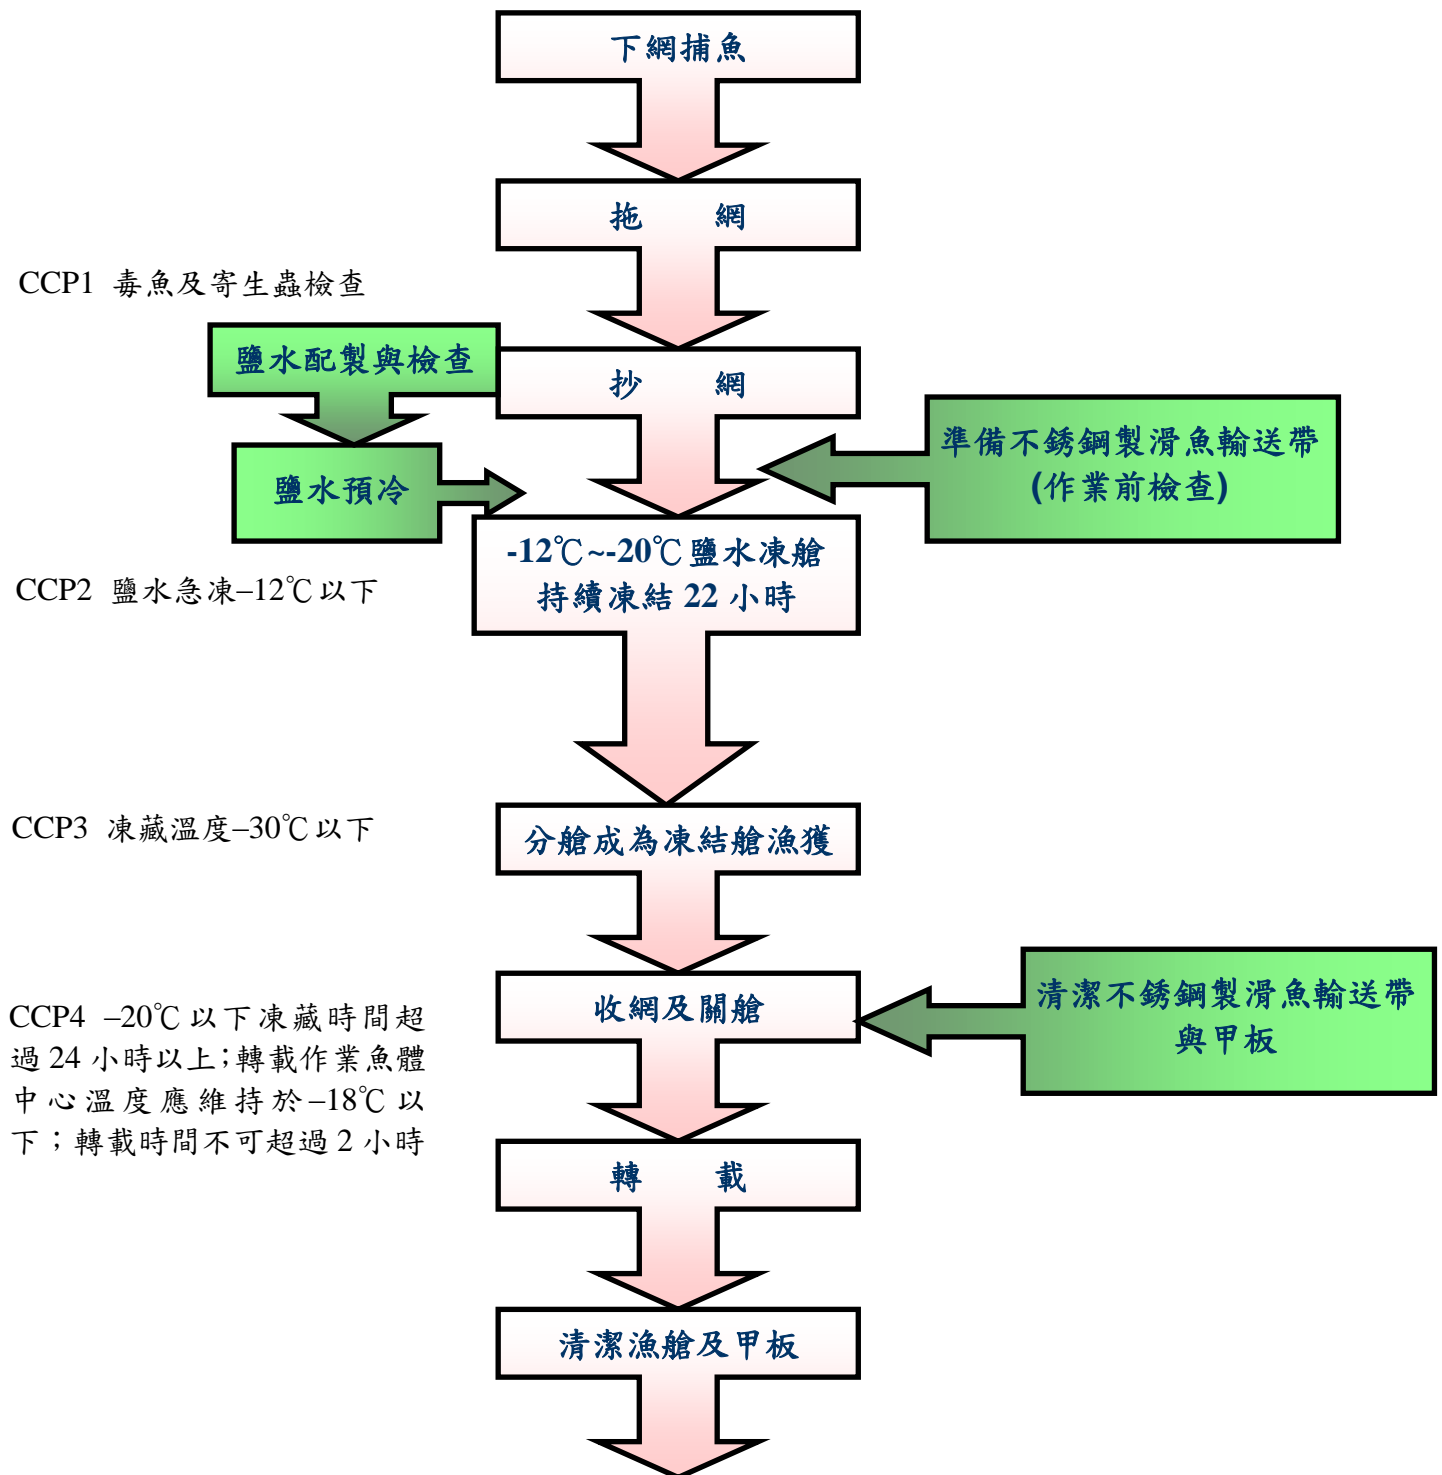 下網捕魚
拖 網
CCP1 毒魚及寄生蟲檢查
鹽水配製與檢查
抄 網
準備不銹鋼製滑魚輸送帶
(作業前檢查)
鹽水預冷
-12℃~-20℃鹽水凍艙
持續凍結 22 小時
CCP2 鹽水急凍–12℃以下
CCP3 凍藏溫度–30℃以下
分艙成為凍結艙漁獲
收網及關艙
清潔不銹鋼製滑魚輸送帶
與甲板
CCP4 –20℃以下凍藏時間超
過 24 小時以上;轉載作業魚體
中心溫度應維持於–18℃以
下;轉載時間不可超過 2 小時
轉 載
清潔漁艙及甲板